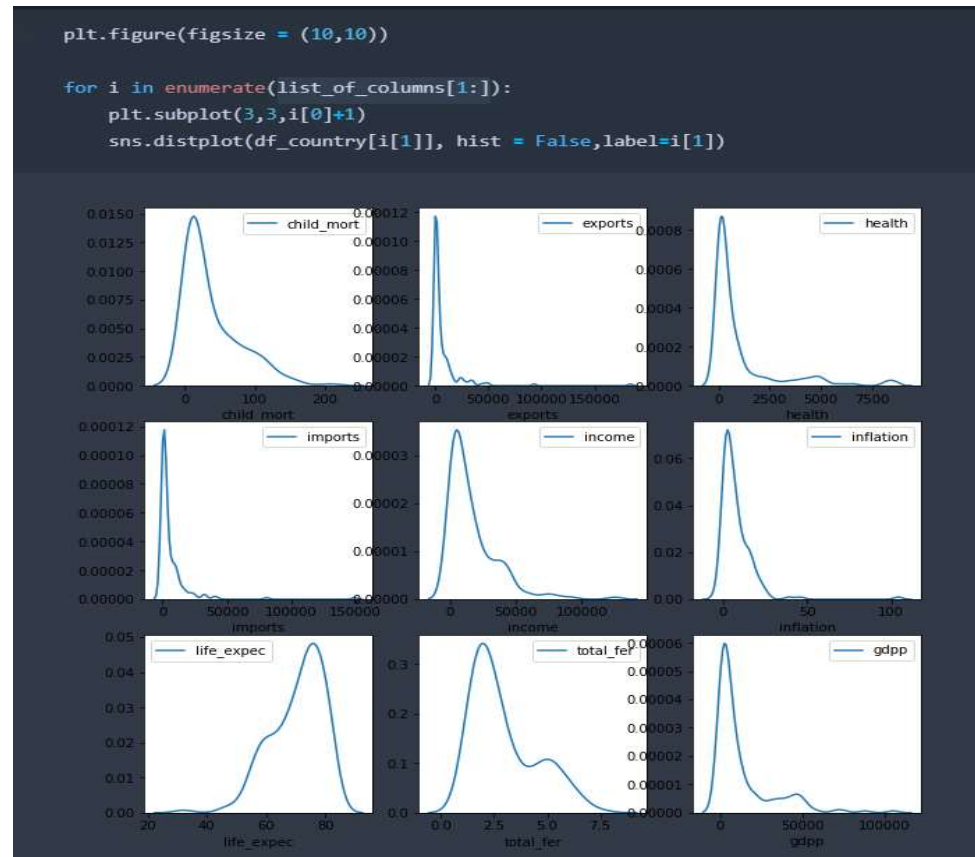 plt.figure(figsize = (10,10))
for i in enumerate(list_of_columns[1:]):
plt.subplot(3,3,i[0]+1)
sns.distplot(df_country[i[1]], hist = False,label=i[1])
0.0150
0.0125
0.0100
0.0075
0.0050
0.0025
0.0000
child_mort
0 100 200
child_mort
0.00012
0.00010
0.00008
0.00006
0.00004
0.00002
0.00000
exports
0 50000 100000 150000
exports
0.0008
0.0006
0.0004
0.0002
0.0000
health
0 2500 5000 7500
health
0.00012
0.00010
0.00008
0.00006
0.00004
0.00002
0.00000
imports
0 50000 100000 150000
imports
0.00003
0.00002
0.00001
0.00000
income
0 50000 100000
income
0.06
0.04
0.02
0.00
inflation
0 50 100
inflation
0.05
0.04
0.03
0.02
0.01
0.00
life_expec
20 40 60 80
life_expec
0.3
0.2
0.1
0.0
total_fer
0.0 2.5 5.0 7.5
total_fer
0.00006
0.00005
0.00004
0.00003
0.00002
0.00001
0.00000
gdpp
0 50000 100000
gdpp